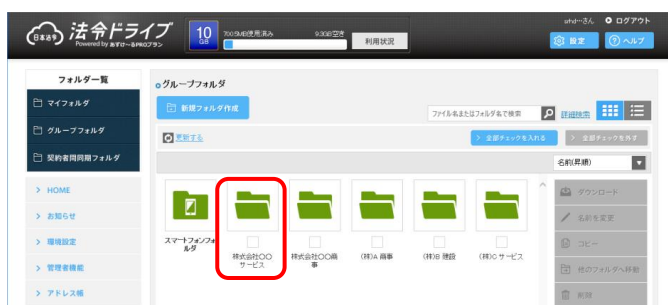 日本法令 法令ドライブ
Powered by あずけ～るPROプラン
10
GB
700.5MB使用済み 9.3GB空き
利用状況
ahd…さん ログアウト
設定 ヘルプ
フォルダ一覧
マイフォルダ
グループフォルダ
契約者間同期フォルダ
> HOME
> お知らせ
> 環境設定
> 管理者機能
> アドレス帳
グループフォルダ
新規フォルダ作成
ファイル名またはフォルダ名で検索
詳細検索
更新する
> 全部チェックを入れる
> 全部チェックを外す
名前(昇順)
スマートフォンフォ
ルダ
株式会社〇〇
サービス
株式会社〇〇商
事
(株)A 商事
(株)B 建設
(株)C サービス
ダウンロード
名前を変更
コピー
他のフォルダへ移動
削除